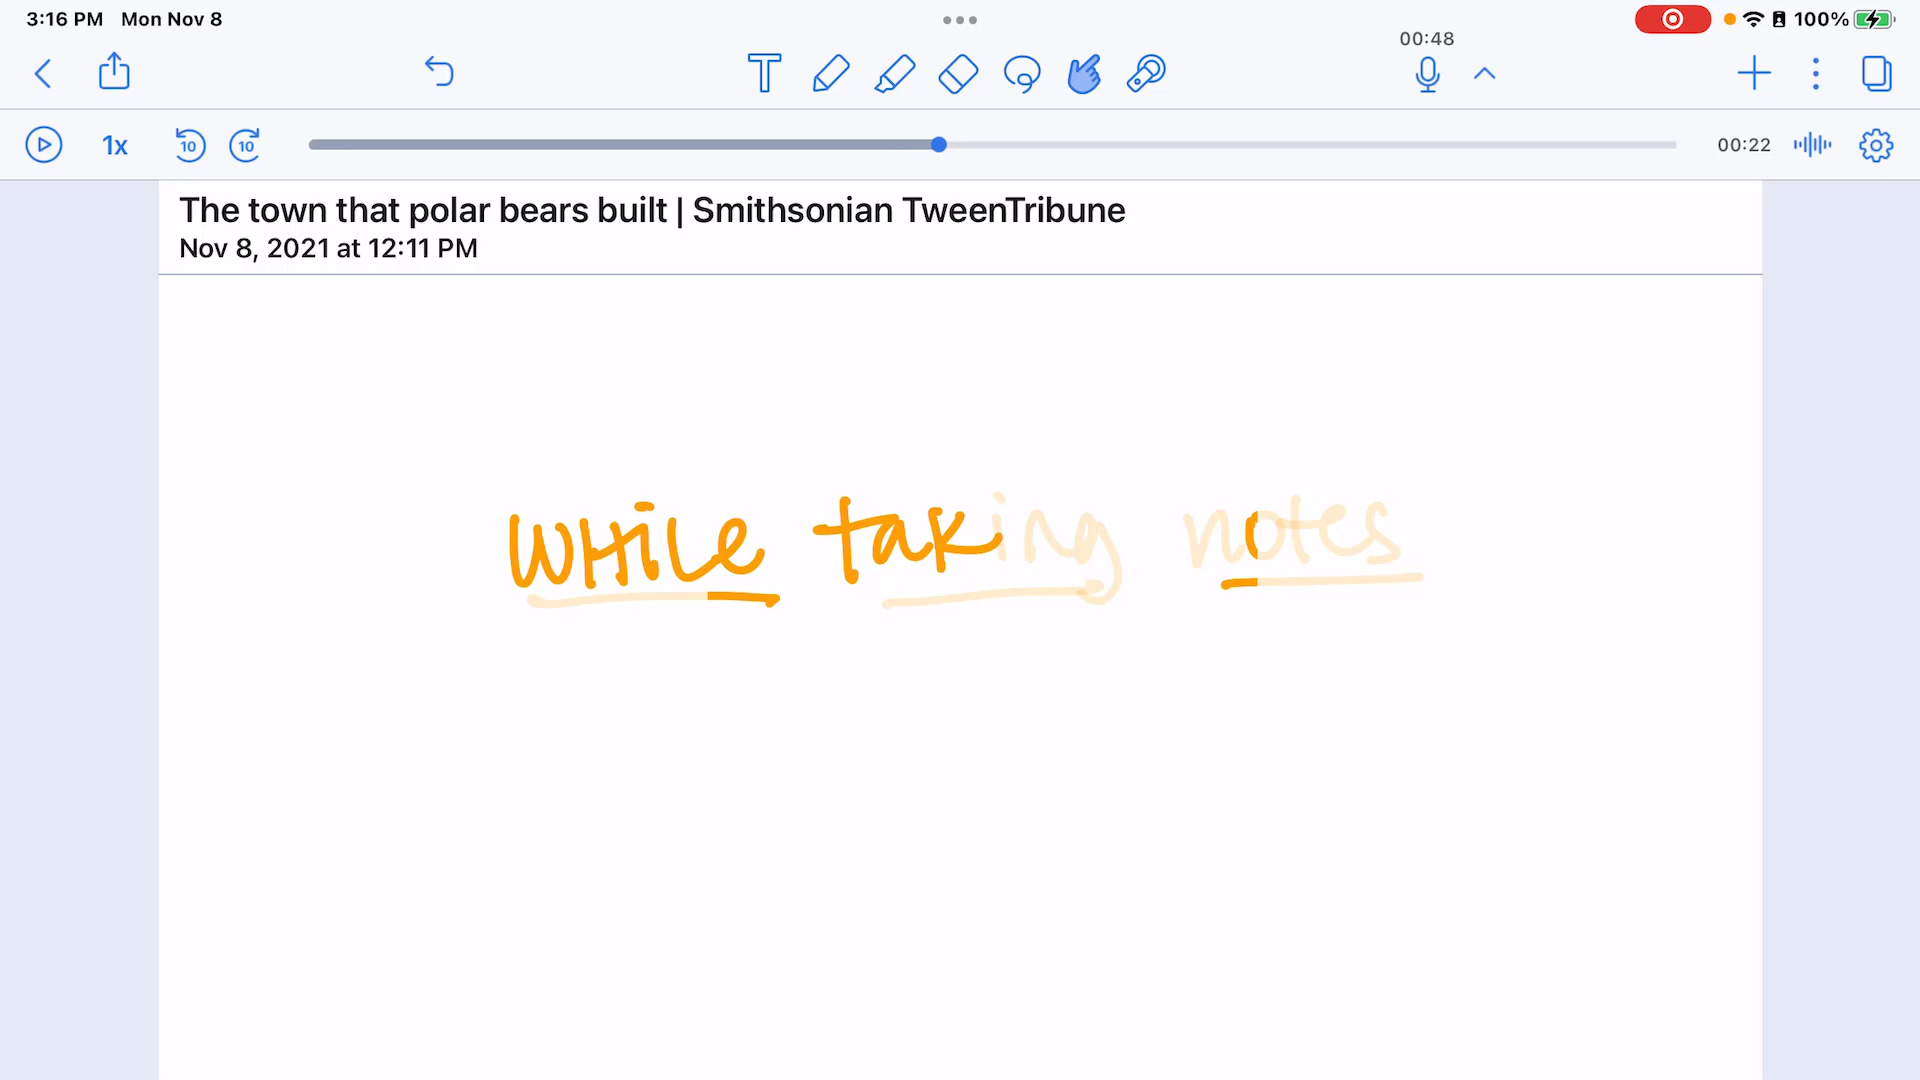 3:16 PM Mon Nov 8 100%
00:48
1x 10 10 00:22
The town that polar bears built | Smithsonian TweenTribune
Nov 8, 2021 at 12:11 PM
WHiLe taking notes